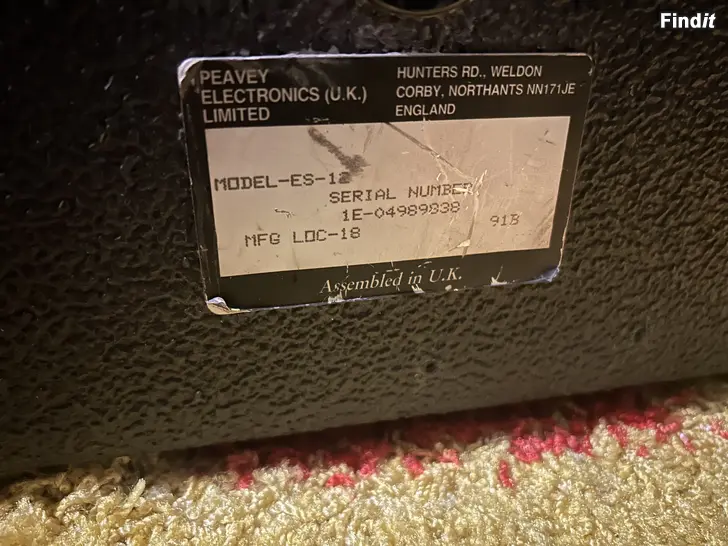 Findit
PEAVEY
ELECTRONICS (U.K.)
LIMITED
HUNTERS RD., WELDON
CORBY, NORTHANTS NN171JE
ENGLAND
MODEL-ES-12
SERIAL NUMBER
1E-04989838
91B
MFG LOC-18
Assembled in U.K.